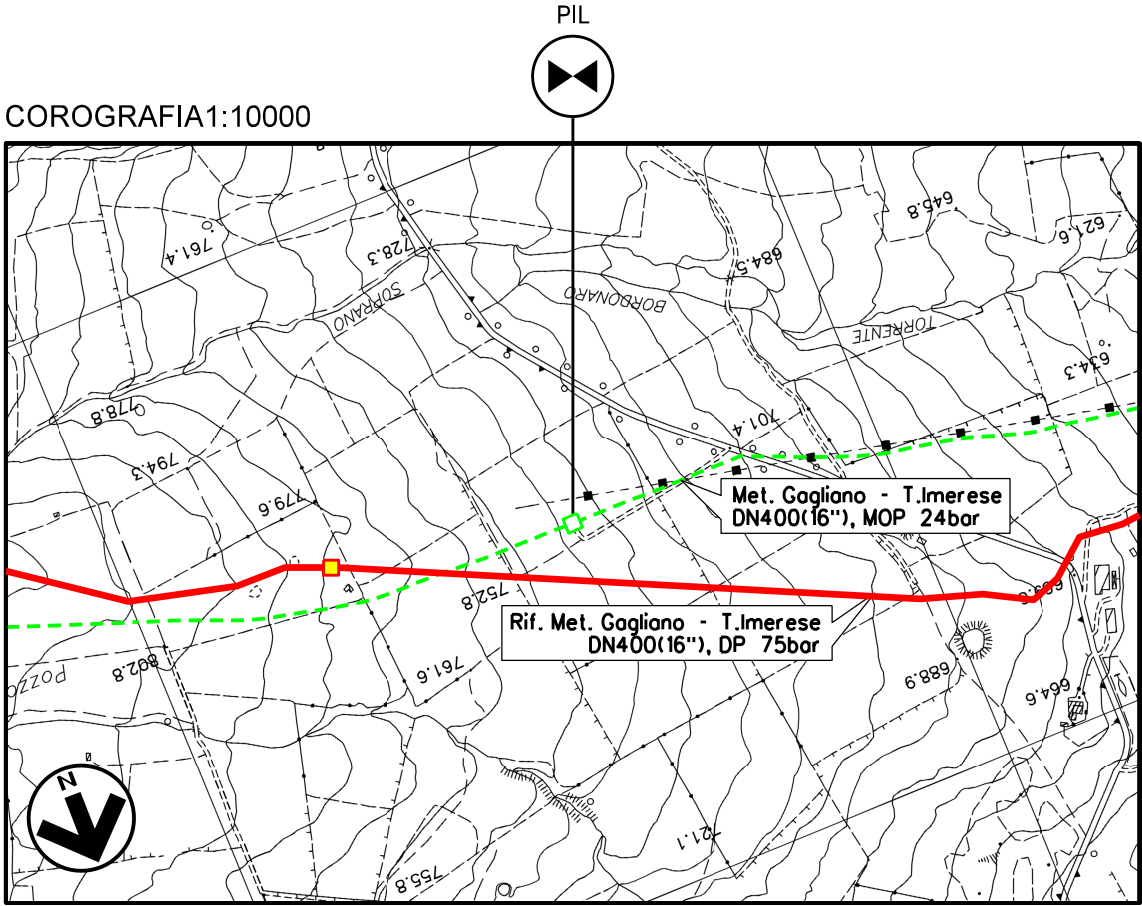 PIL
COROGRAFIA1:10000
645.8
621.6
761.4
728.3
684.5
SOPRANO
BORDONARO
TORRENTE
634.3
778.8
701.4
794.3
779.6
Met. Gagliano - T.Imerese
DN400(16"), MOP 24bar
752.8
Rif. Met. Gagliano - T.Imerese
DN400(16"), DP 75bar
802.8
POZZO
761.6
688.9
664.6
N
721.1
755.8